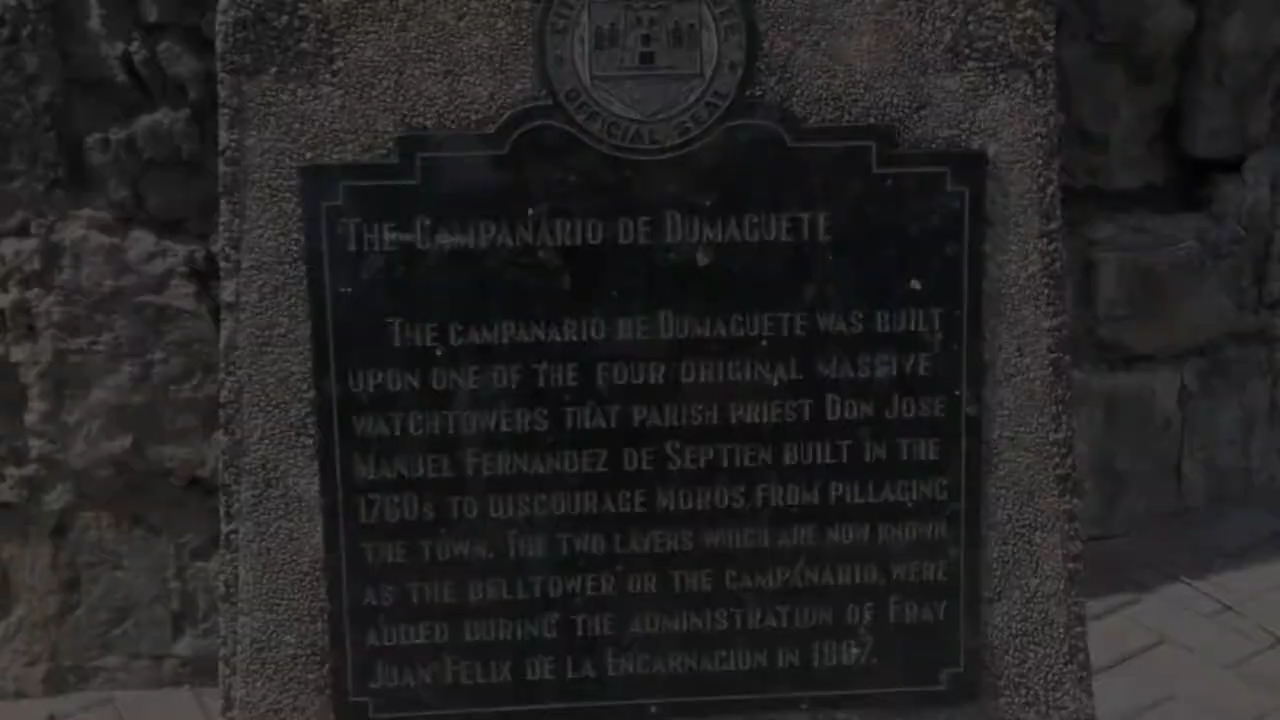 OFFICIAL SEAL
THE CAMPANARIO DE DUMAGUETE
THE CAMPANARIO DE DUMAGUETE WAS BUILT
UPON ONE OF THE FOUR ORIGINAL MASSIVE
WATCHTOWERS THAT PARISH PRIEST DON JOSE
MANUEL FERNANDEZ DE SEPTIEN BUILT IN THE
1760s TO DISCOURAGE MOROS FROM PILLAGING
THE TOWN. THE TWO LAYERS WHICH ARE NOW KNOWN
AS THE BELLTOWER OR THE CAMPANARIO, WERE
ADDED DURING THE ADMINISTRATION OF FRAY
JUAN FELIX DE LA ENCARNACION IN